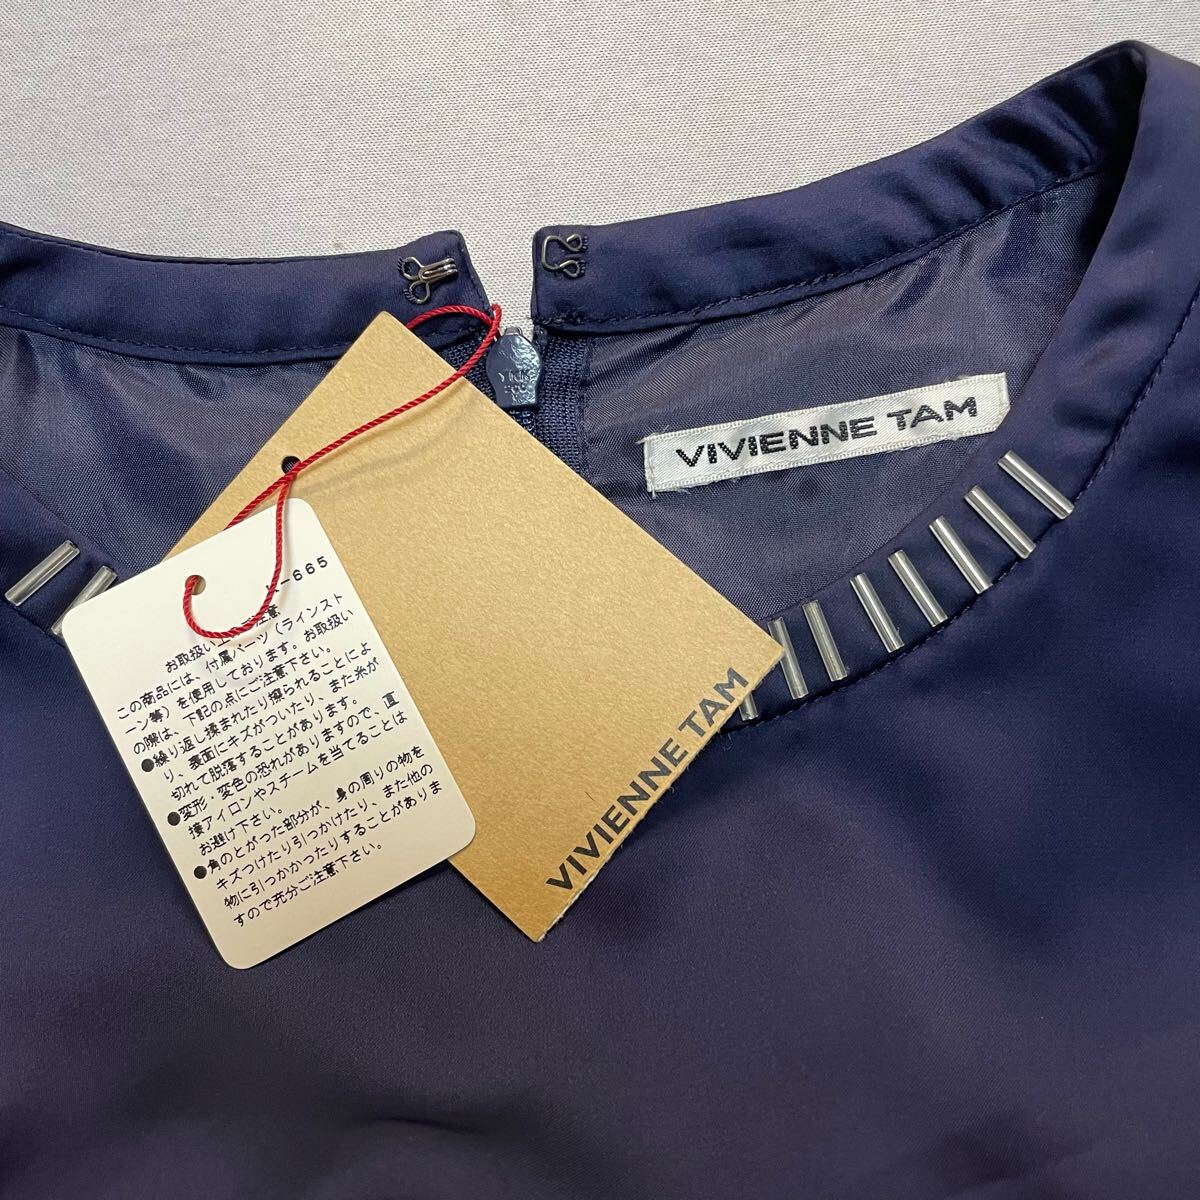 VIVIENNE TAM
YKK
-665
お取扱い上のご注意
この商品には、付属パーツ(ラインスト
ーン等)を使用しております。お取扱い
の際は、下記の点にご注意下さい。
●繰り返し揉まれたり擦られることによ
り、表面にキズがついたり、また糸が
切れて脱落することがあります。
●変形・変色の恐れがありますので、直
接アイロンやスチームを当てることは
お避け下さい。
●角のとがった部分が、身の周りの物を
キズつけたり引っかけたり、また他の
物に引っかかったりすることがありま
すので充分ご注意下さい。
VIVIENNE TAM